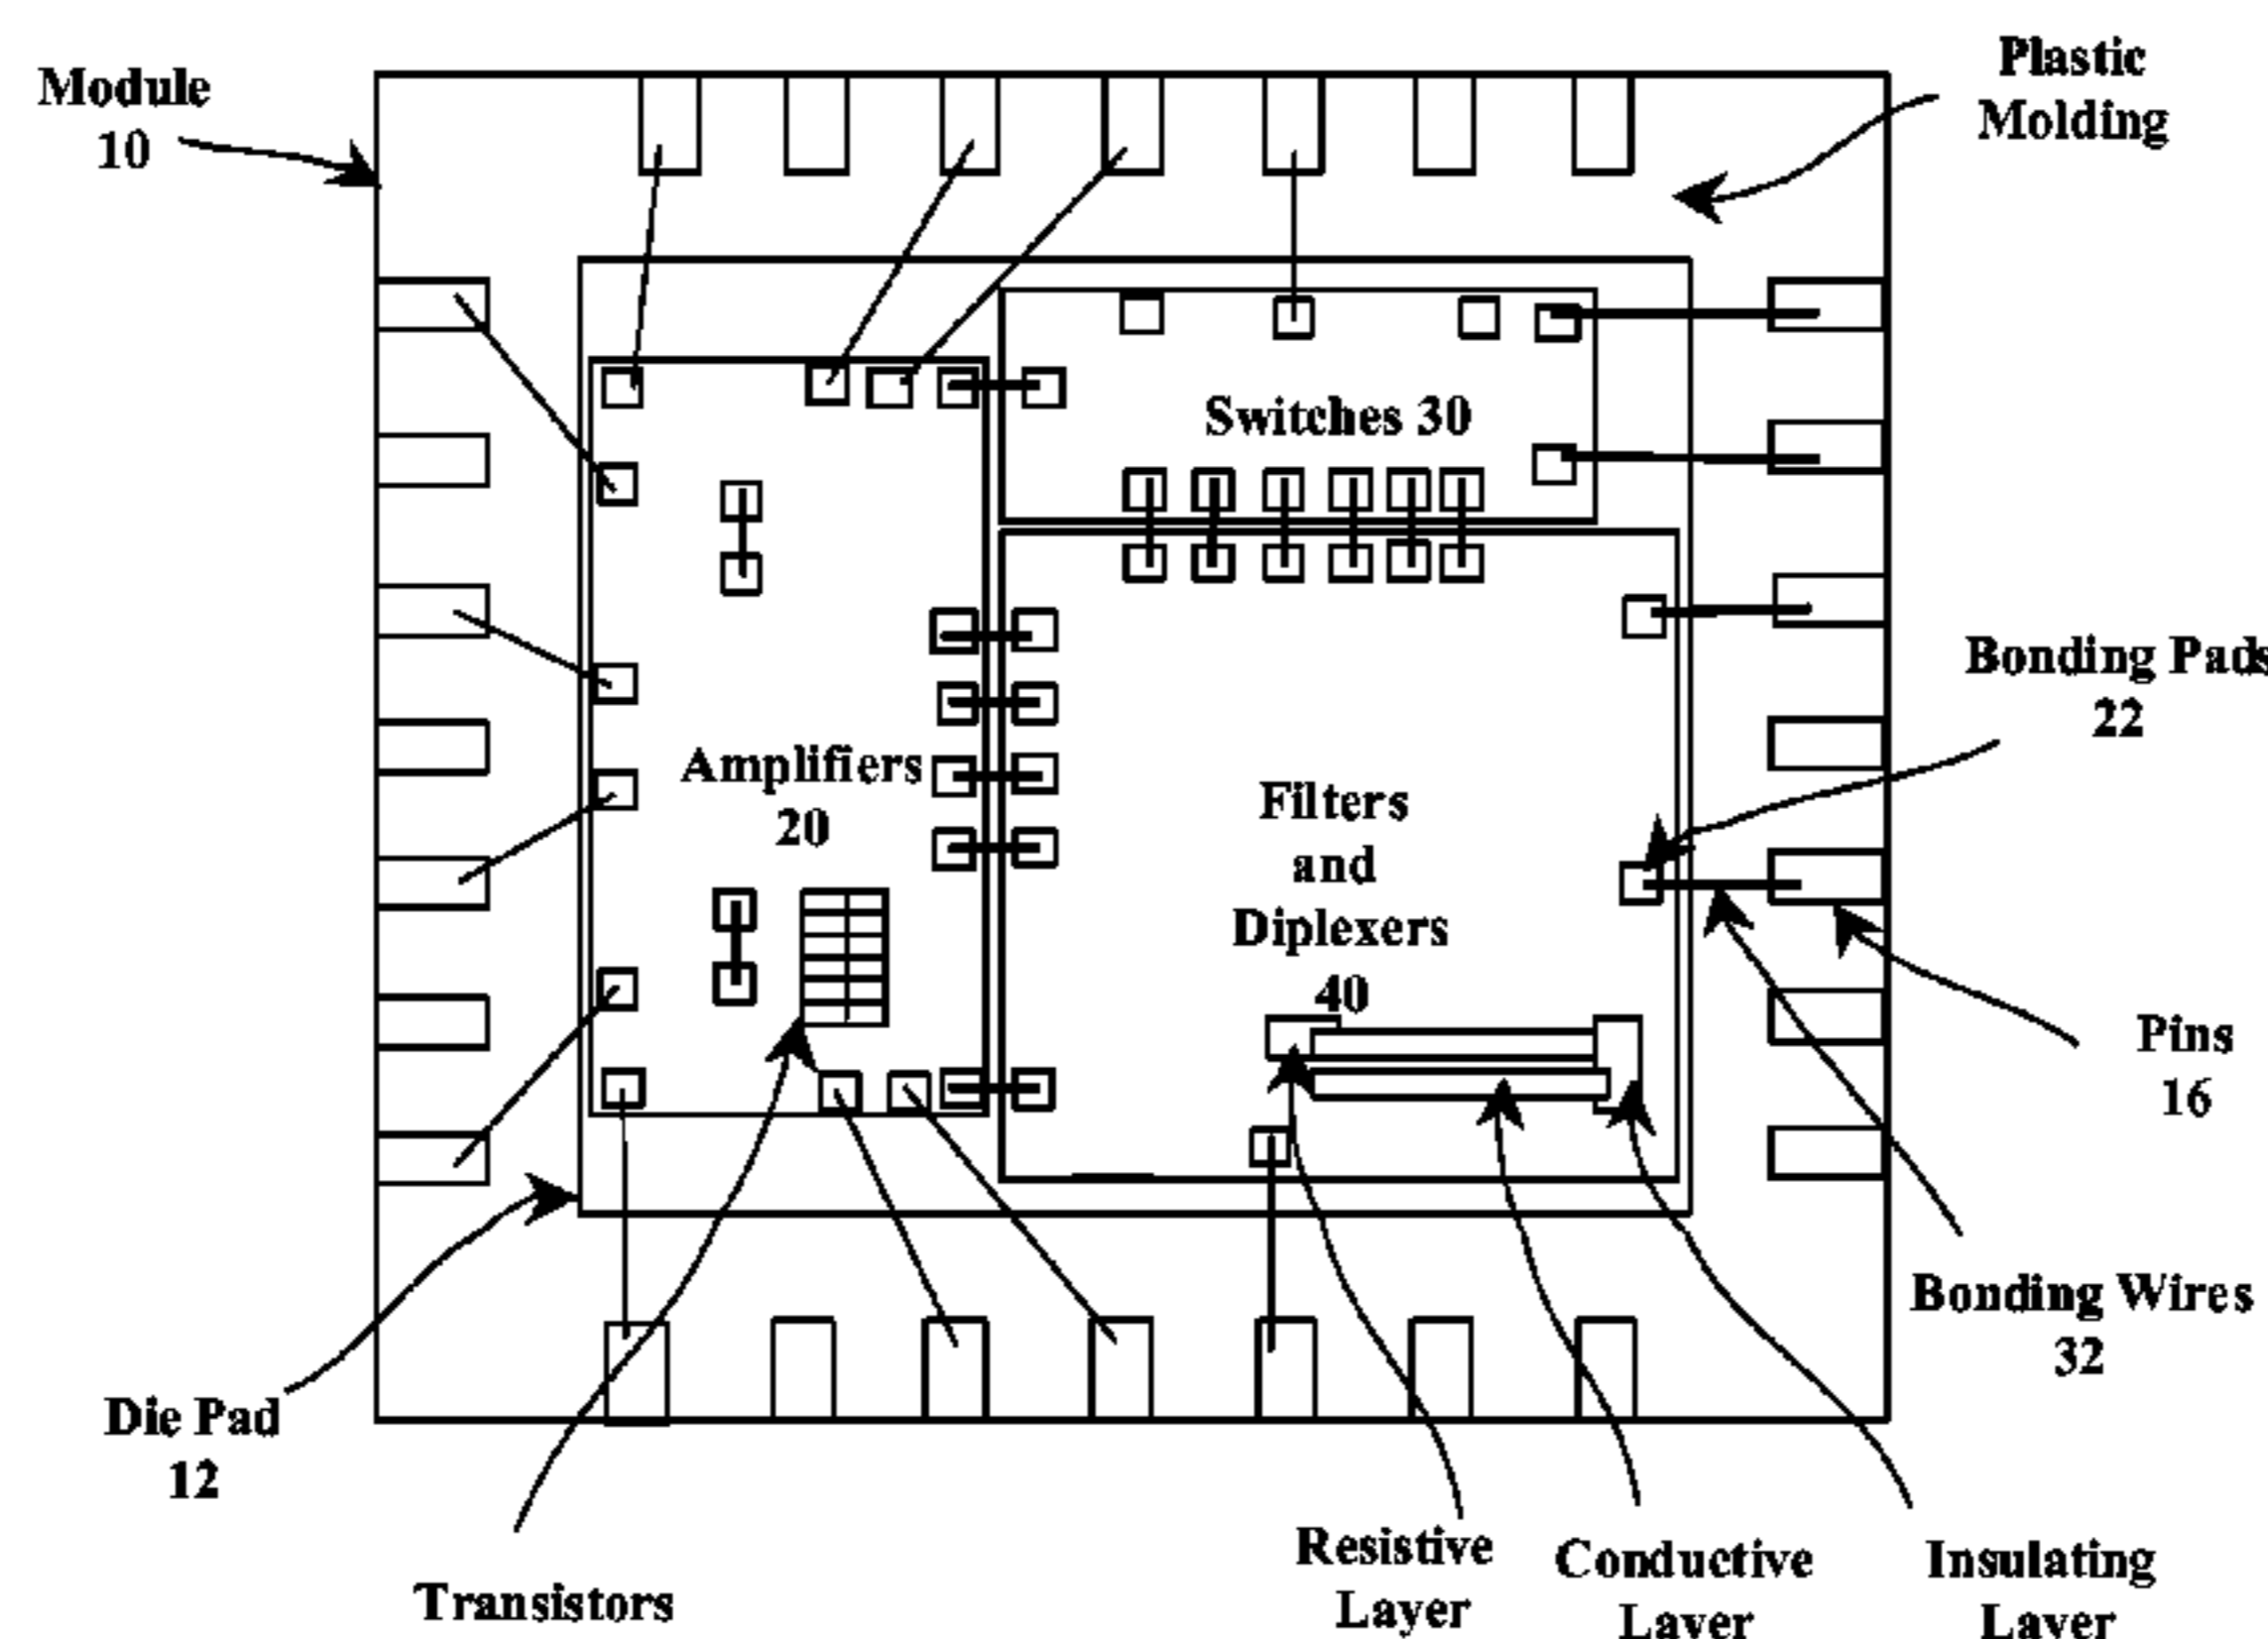 Module
10
Plastic
Molding
Switches 30
Bonding Pads
22
Amplifiers
20
Filters
and
Diplexers
40
Pins
16
Bonding Wires
32
Die Pad
12
Transistors
Resistive
Layer
Conductive
Layer
Insulating
Layer